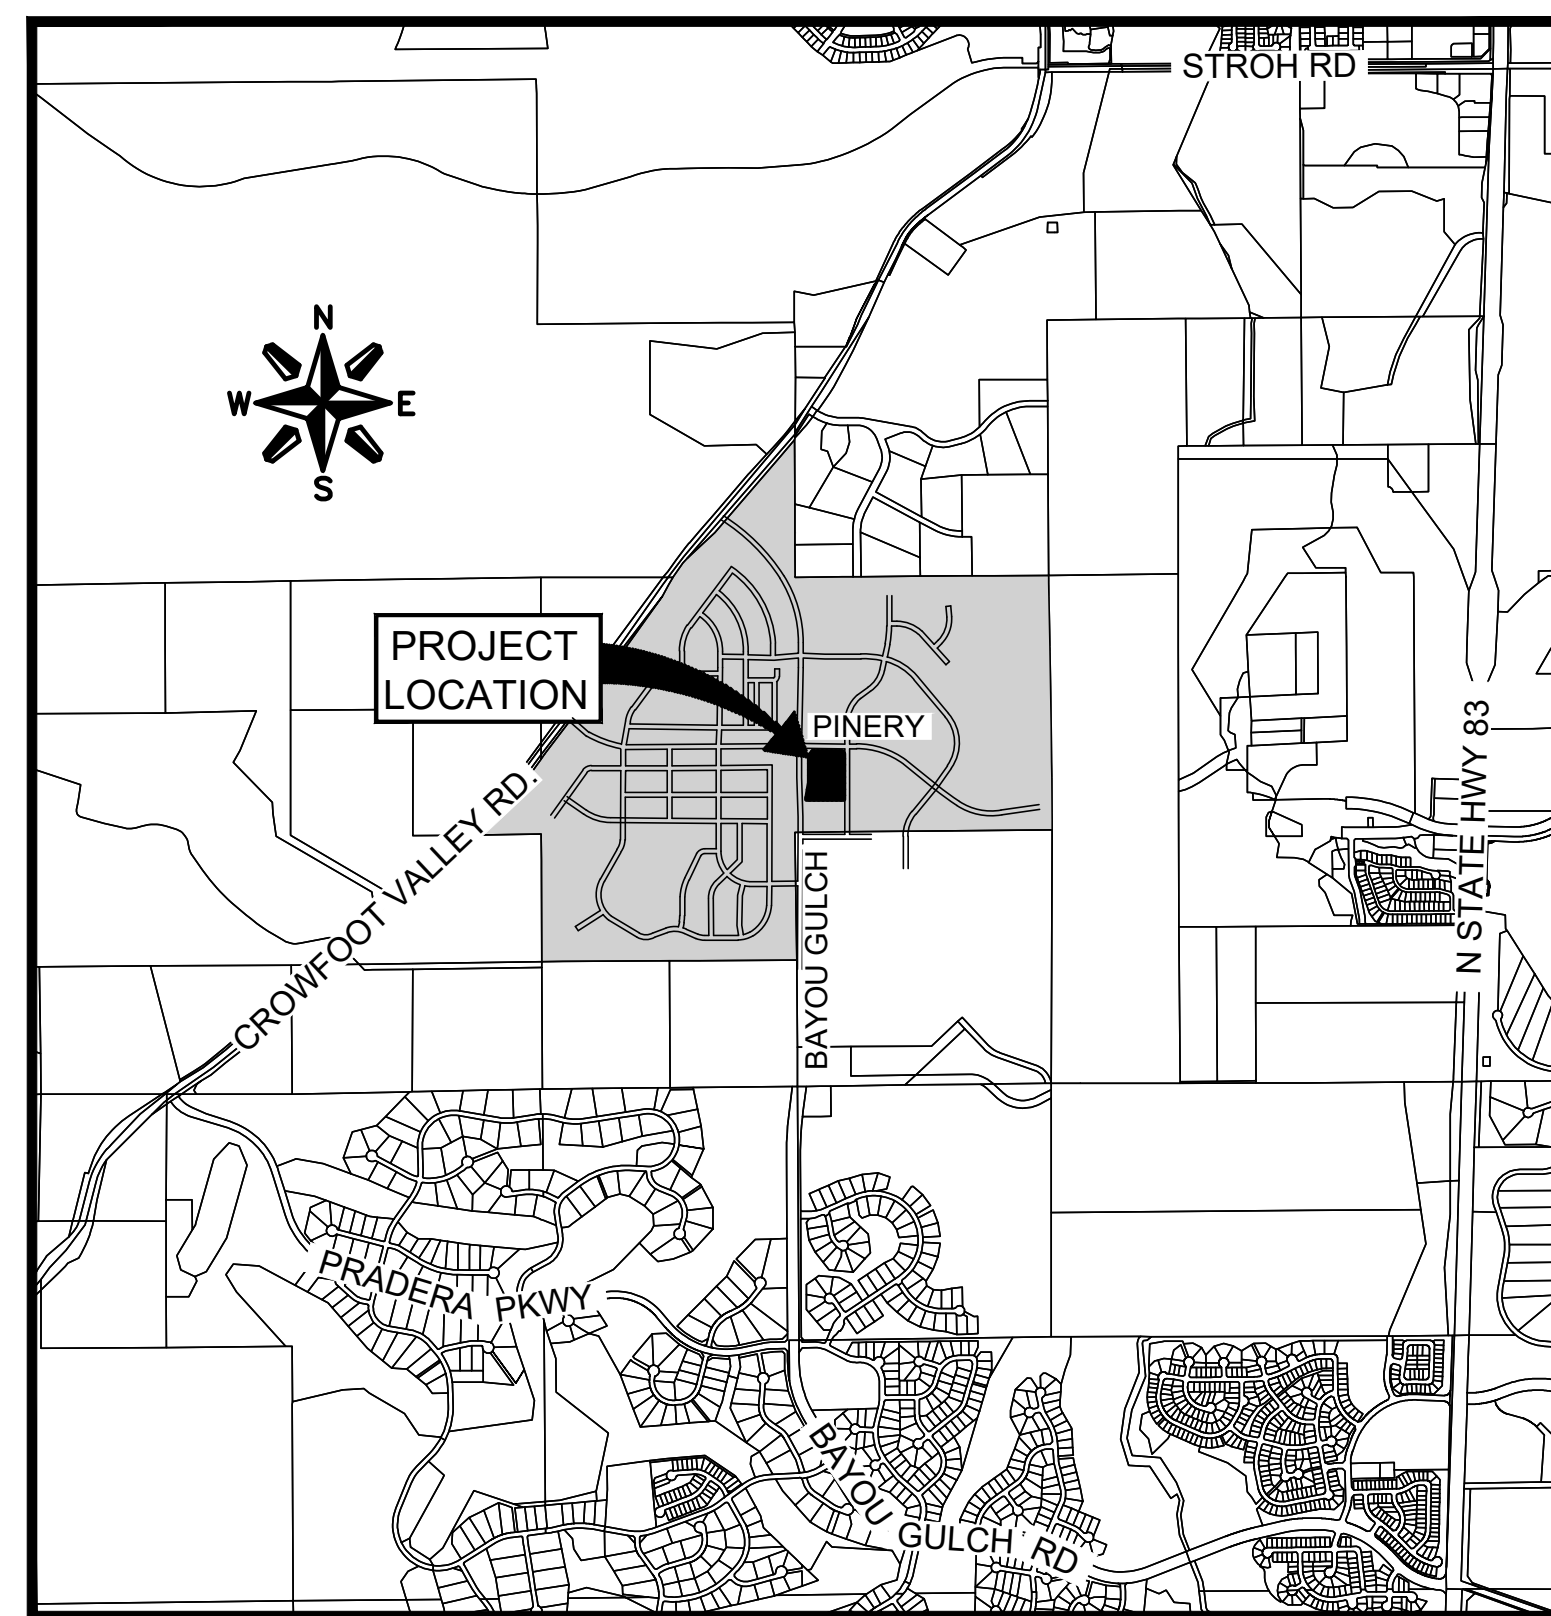 STROH RD
N
W
E
S
PROJECT
LOCATION
PINERY
N STATE HWY 83
CROWFOOT VALLEY RD.
BAYOU GULCH
PRADERA PKWY
BAYOU GULCH RD